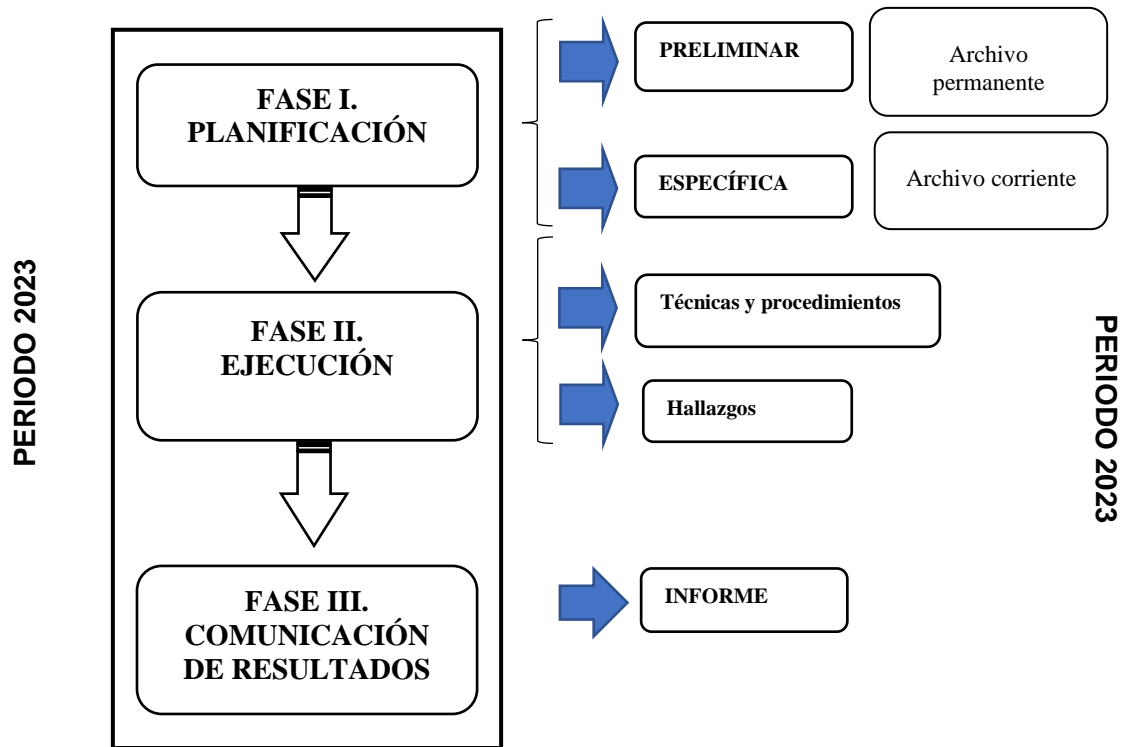 PERIODO 2023
FASE I.
PLANIFICACIÓN
PRELIMINAR
Archivo
permanente
ESPECÍFICA
Archivo corriente
FASE II.
EJECUCIÓN
Técnicas y procedimientos
Hallazgos
FASE III.
COMUNICACIÓN
DE RESULTADOS
INFORME
PERIODO 2023